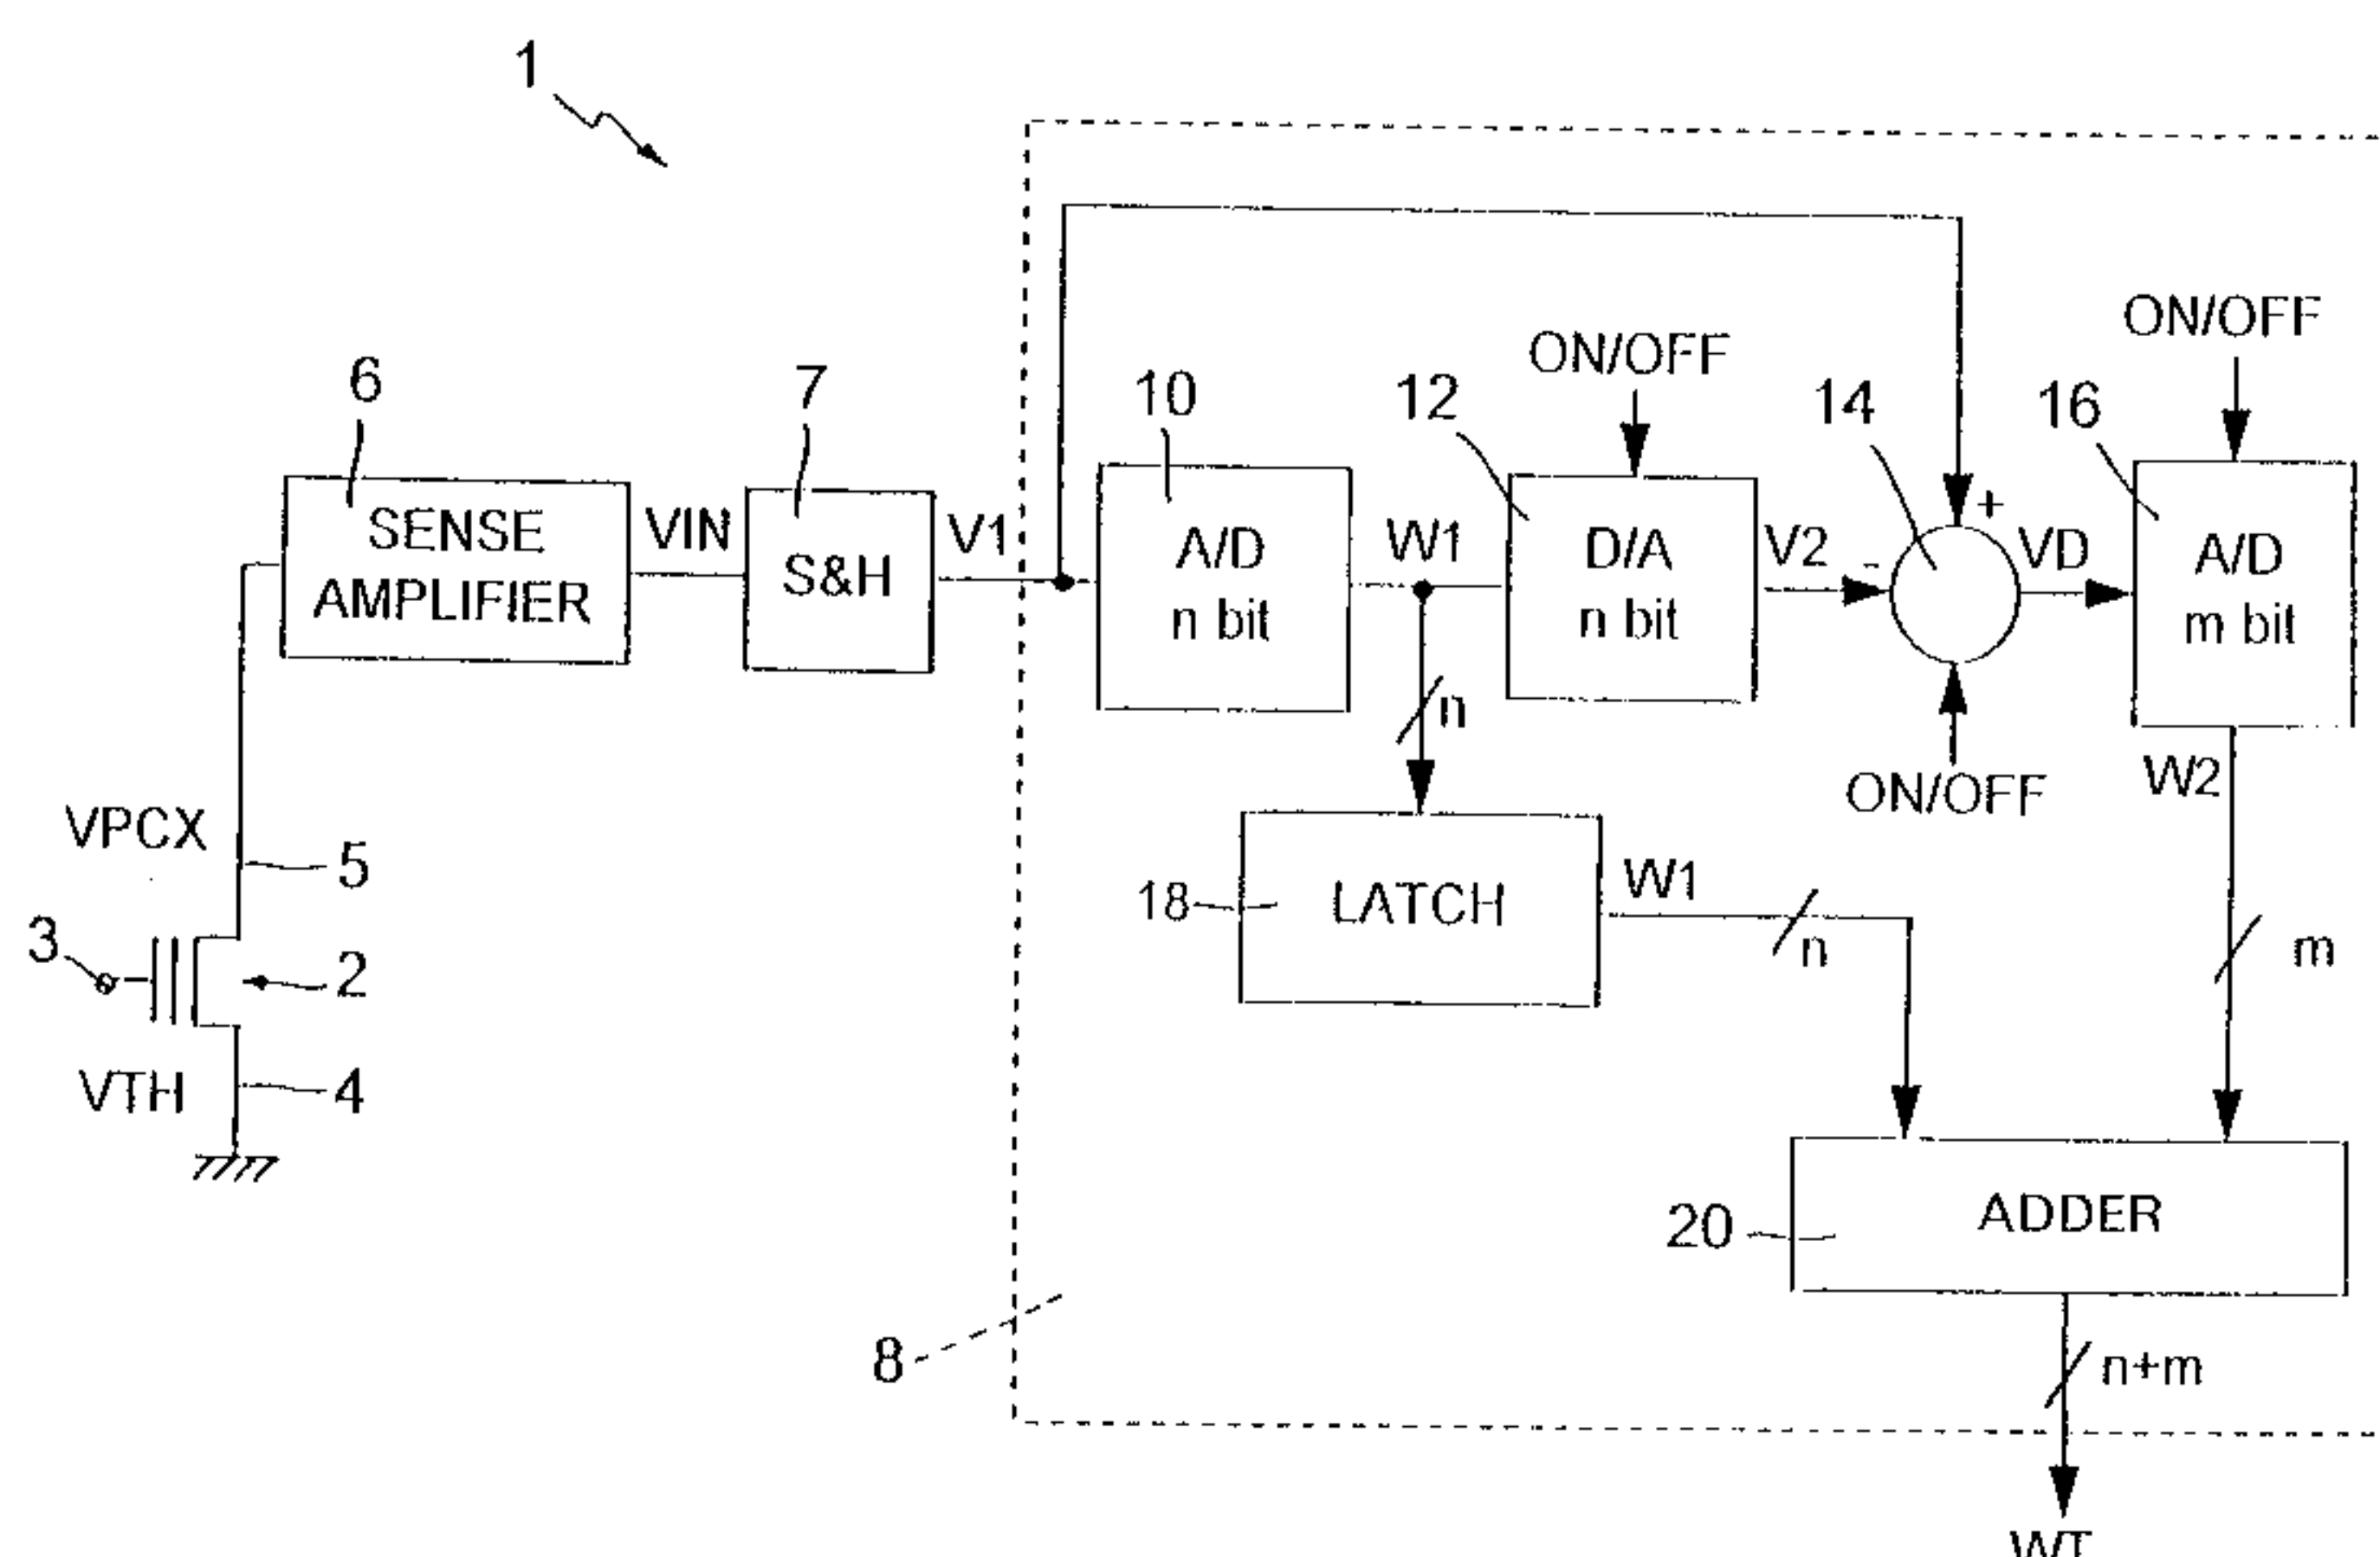 1
6
SENSE
AMPLIFIER
VIN
7
S&H
V1
10
A/D
n bit
W1
12
ON/OFF
D/A
n bit
V2
-
14
+
VD
16
ON/OFF
A/D
m bit
n
ON/OFF
W2
VPCX
5
18
LATCH
W1
n
m
3
2
VTH
4
20
ADDER
8
n+m
WT